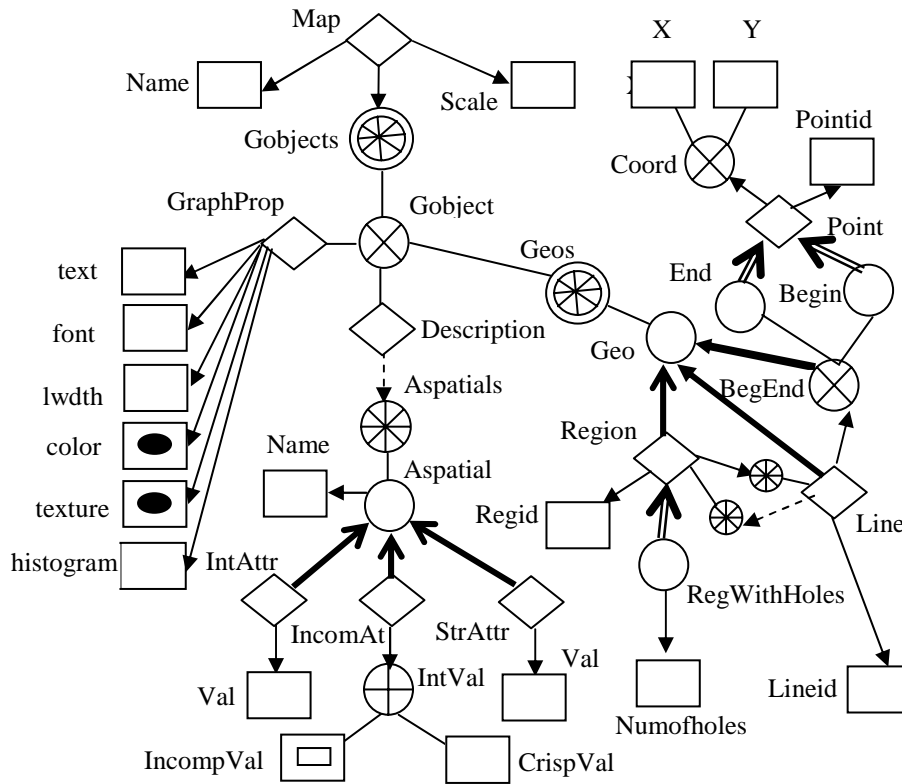 Map
X
Y
Name
Scale
Pointid
Gobjects
Coord
GraphProp
Gobject
Point
Geos
End
text
Begin
font
Description
Geo
lwdth
Aspatials
BegEnd
Name
Region
color
Aspatial
texture
Regid
Line
histogram
IntAttr
RegWithHoles
IncomAt
StrAttr
IntVal
Val
Val
Lineid
Numofholes
IncompVal
CrispVal